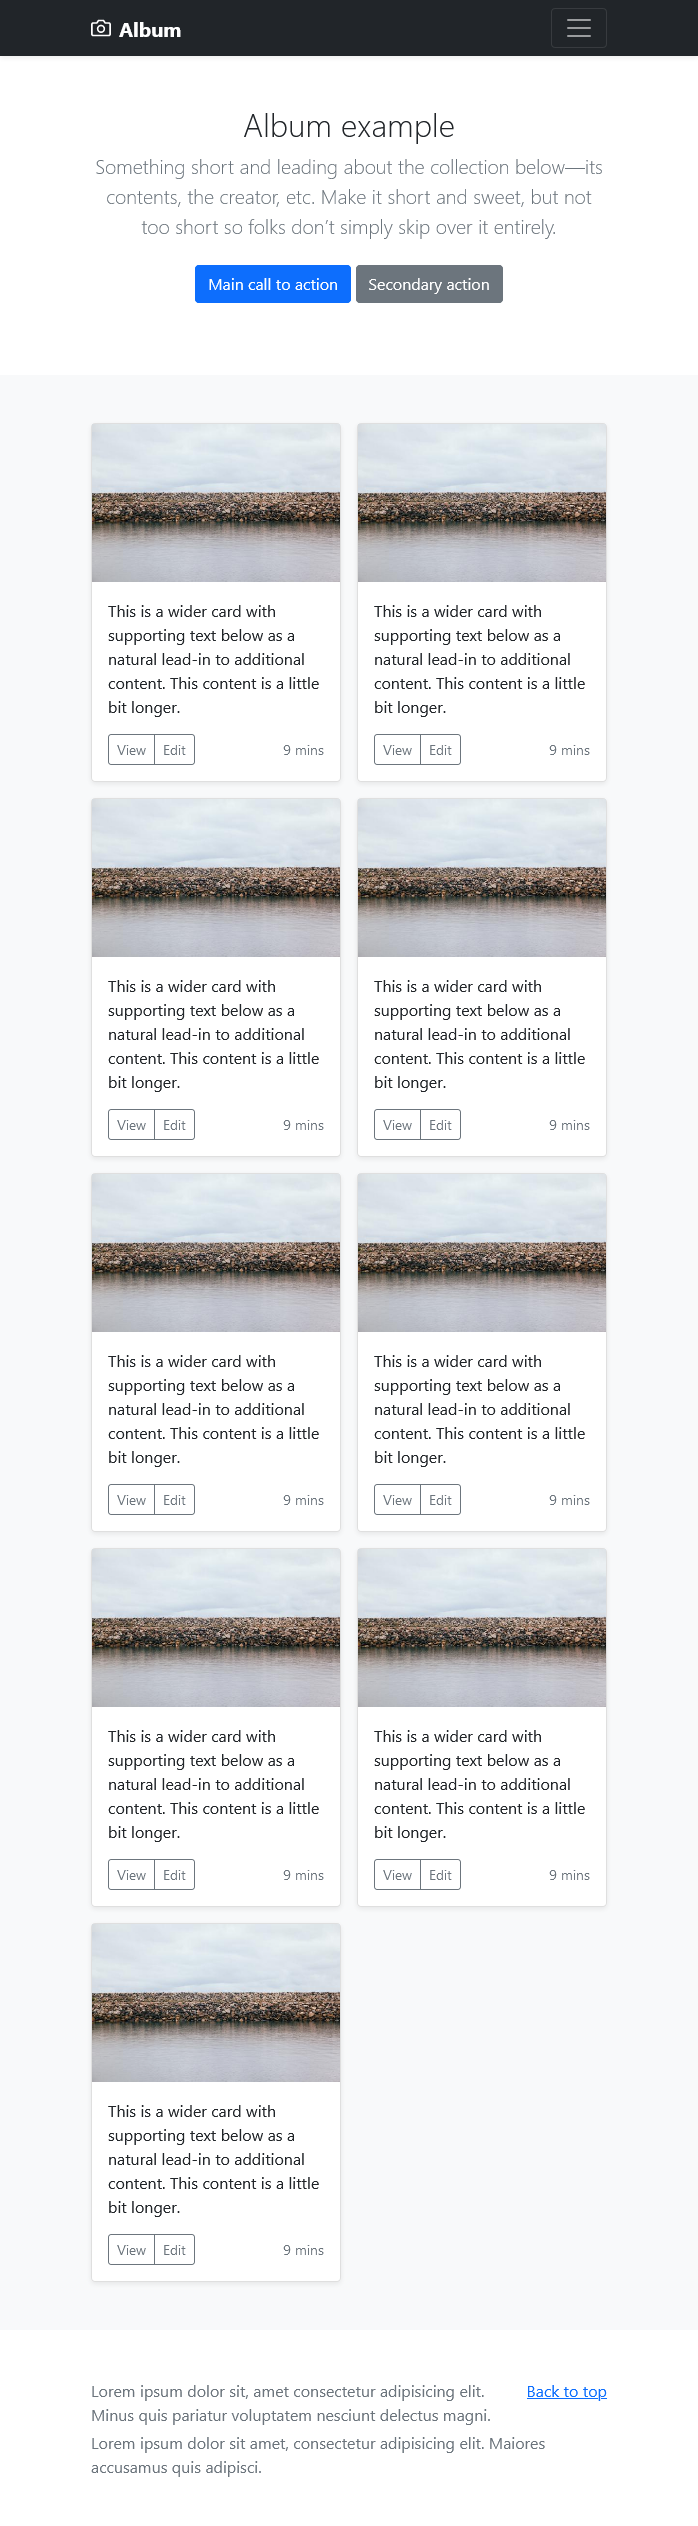 Album
Album example
Something short and leading about the collection below—its
contents, the creator, etc. Make it short and sweet, but not
too short so folks don’t simply skip over it entirely.
Main call to action Secondary action
This is a wider card with
supporting text below as a
natural lead-in to additional
content. This content is a little
bit longer.
View Edit 9 mins
This is a wider card with
supporting text below as a
natural lead-in to additional
content. This content is a little
bit longer.
View Edit 9 mins
This is a wider card with
supporting text below as a
natural lead-in to additional
content. This content is a little
bit longer.
View Edit 9 mins
This is a wider card with
supporting text below as a
natural lead-in to additional
content. This content is a little
bit longer.
View Edit 9 mins
This is a wider card with
supporting text below as a
natural lead-in to additional
content. This content is a little
bit longer.
View Edit 9 mins
This is a wider card with
supporting text below as a
natural lead-in to additional
content. This content is a little
bit longer.
View Edit 9 mins
This is a wider card with
supporting text below as a
natural lead-in to additional
content. This content is a little
bit longer.
View Edit 9 mins
This is a wider card with
supporting text below as a
natural lead-in to additional
content. This content is a little
bit longer.
View Edit 9 mins
This is a wider card with
supporting text below as a
natural lead-in to additional
content. This content is a little
bit longer.
View Edit 9 mins
Lorem ipsum dolor sit, amet consectetur adipisicing elit. Back to top
Minus quis pariatur voluptatem nesciunt delectus magni.
Lorem ipsum dolor sit amet, consectetur adipisicing elit. Maiores
accusamus quis adipisci.